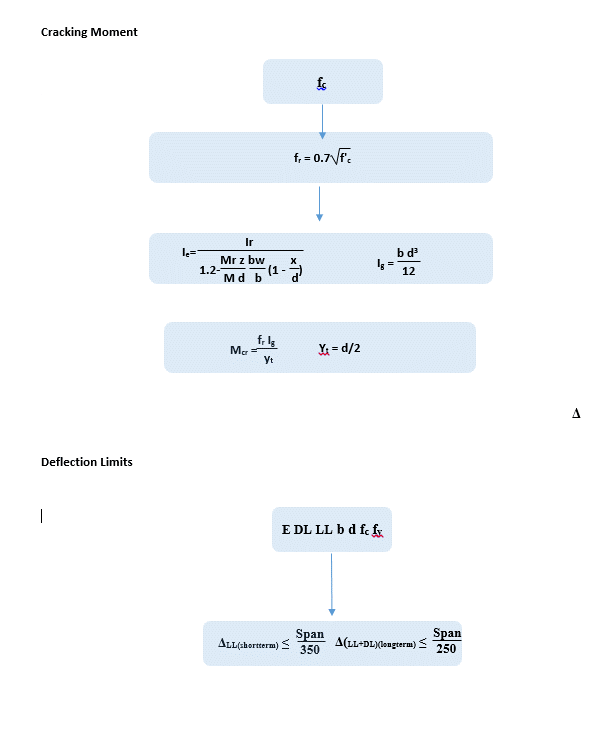 Cracking Moment
fc
fr = 0.7√f'c
Ie= Ir / 1.2- Mr z / M d bw / b (1 - x / d) Ig = b d³ / 12
Mcr = fr Ig / yt Yt = d/2
Δ
Deflection Limits
E DL LL b d fc fy
ΔLL(shortterm) ≤ Span / 350 Δ(LL+DL)(longterm) ≤ Span / 250